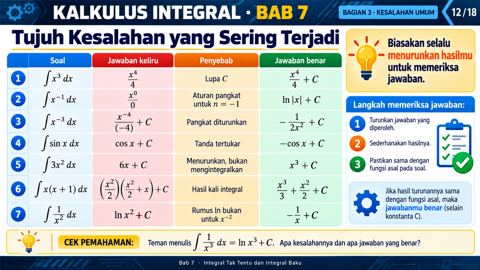 KALKULUS INTEGRAL · BAB 7
BAGIAN 3 - KESALAHAN UMUM
12/18
Tujuh Kesalahan yang Sering Terjadi
Soal Jawaban keliru Penyebab Jawaban benar
1 ∫ x³ dx x⁴/4 Lupa C x⁴/4 + C
2 ∫ x⁻¹ dx x⁰/0 Aturan pangkat untuk n = −1 ln |x| + C
3 ∫ x⁻³ dx x⁻⁴/(-4) + C Pangkat diturunkan − 1/(2x²) + C
4 ∫ sin x dx cos x + C Tanda tertukar −cos x + C
5 ∫ 3x² dx 6x + C Menurunkan, bukan mengintegralkan x³ + C
6 ∫ x(x + 1) dx (x²/2)(x²/2 + x) + C Hasil kali integral x³/3 + x²/2 + C
7 ∫ 1/x² dx ln x² + C Rumus ln bukan untuk x⁻² − 1/x + C
Biasakan selalu
menurunkan hasilmu
untuk memeriksa
jawaban.
Langkah memeriksa jawaban:
1 Turunkan jawaban yang
diperoleh.
2 Sederhanakan hasilnya.
3 Pastikan sama dengan
fungsi asal pada soal.
Jika hasil turunannya sama
dengan fungsi asal, maka
jawabanmu benar (selain
konstanta C).
CEK PEMAHAMAN: Teman menulis ∫ 1/x³ dx = ln x³ + C. Apa kesalahannya dan apa jawaban yang benar?
Bab 7 - Integral Tak Tentu dan Integral Baku